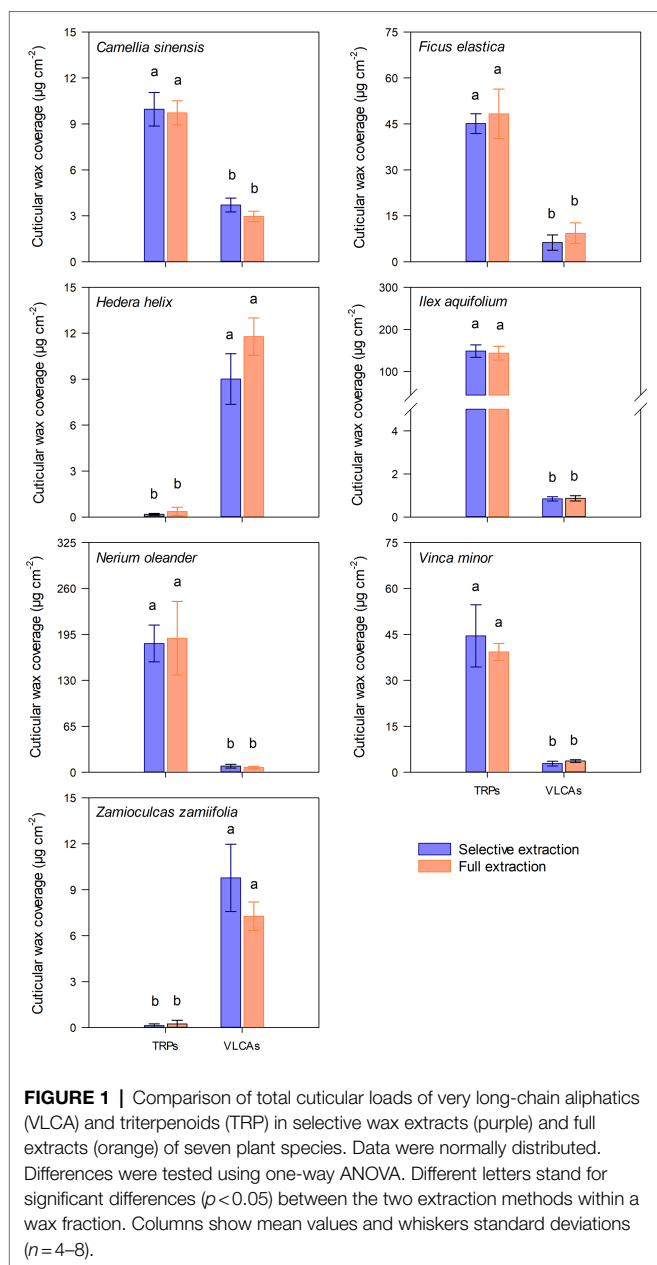 Camellia sinensis
Cuticular wax coverage (µg cm-2)
15
12
9
6
3
0
a a
b b
Ficus elastica
Cuticular wax coverage (µg cm-2)
75
60
45
30
15
0
a a
b b
Hedera helix
Cuticular wax coverage (µg cm-2)
15
12
9
6
3
0
b b
a a
Ilex aquifolium
Cuticular wax coverage (µg cm-2)
300
200
100
4
2
0
a a
b b
Nerium oleander
Cuticular wax coverage (µg cm-2)
325
260
195
130
65
0
a a
b b
Vinca minor
Cuticular wax coverage (µg cm-2)
75
60
45
30
15
0
a a
b b
TRPs VLCAs
Zamioculcas zamiifolia
Cuticular wax coverage (µg cm-2)
15
12
9
6
3
0
b b
a a
TRPs VLCAs
Selective extraction
Full extraction
FIGURE 1 | Comparison of total cuticular loads of very long-chain aliphatics
(VLCA) and triterpenoids (TRP) in selective wax extracts (purple) and full
extracts (orange) of seven plant species. Data were normally distributed.
Differences were tested using one-way ANOVA. Different letters stand for
significant differences (p < 0.05) between the two extraction methods within a
wax fraction. Columns show mean values and whiskers standard deviations
(n = 4–8).